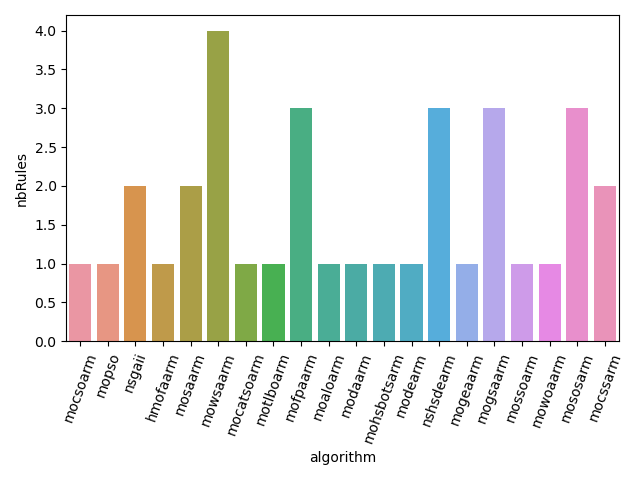 4.0
3.5
3.0
2.5
2.0
1.5
1.0
0.5
0.0
nbRules
mocsoarm
mopso
nsgaii
hmofaarm
mosaarm
mowsaarm
mocatsoarm
motlboarm
mofpaarm
moaloarm
modaarm
mohsbotsarm
modearm
nshsdearm
mogeaarm
mogsaarm
mossoarm
mowoaarm
mososarm
mocssarm
algorithm